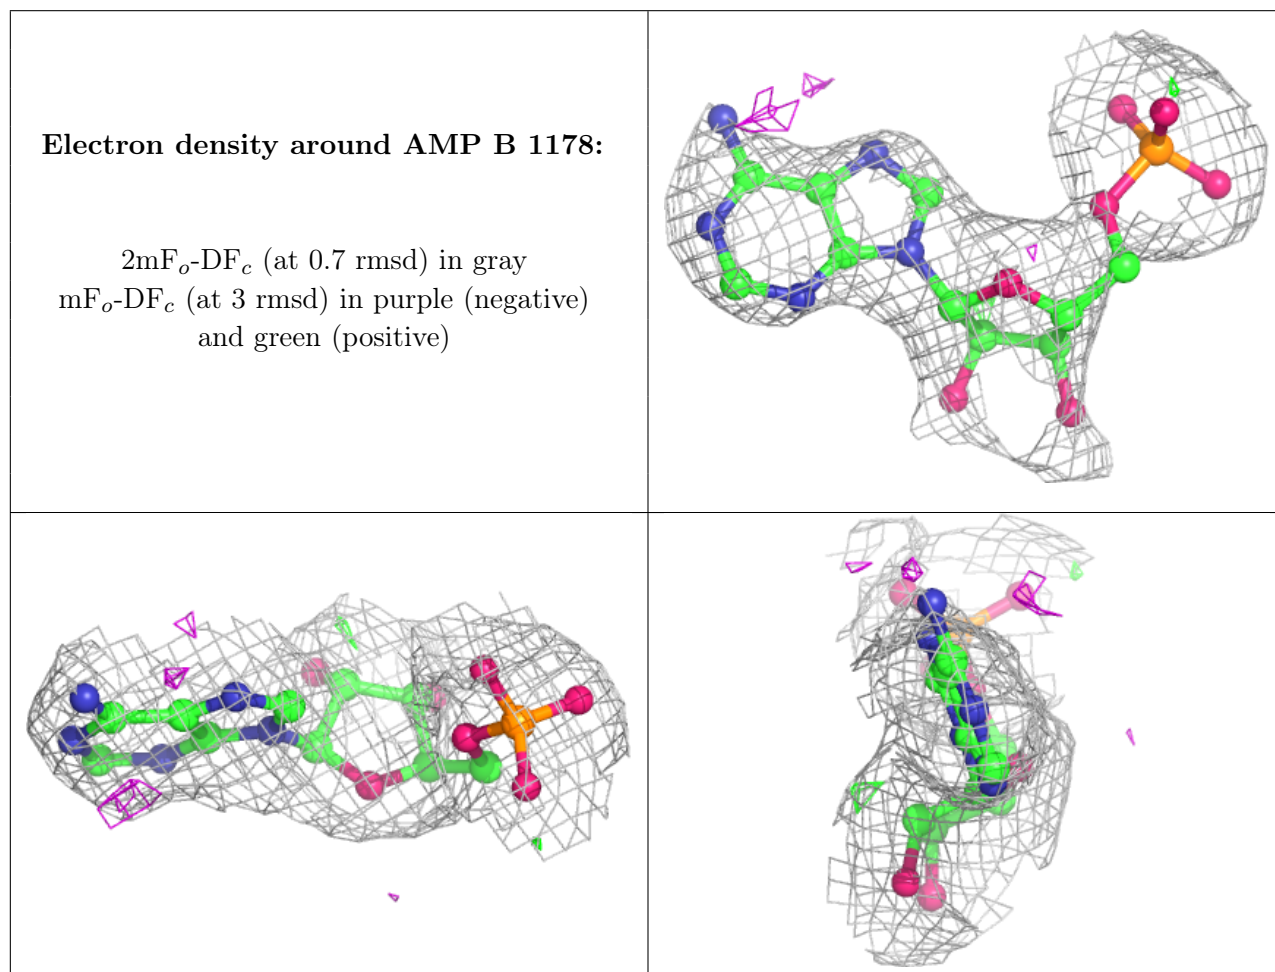 Electron density around AMP B 1178:
2mFₒ-DF𝒸 (at 0.7 rmsd) in gray
mFₒ-DF𝒸 (at 3 rmsd) in purple (negative)
and green (positive)